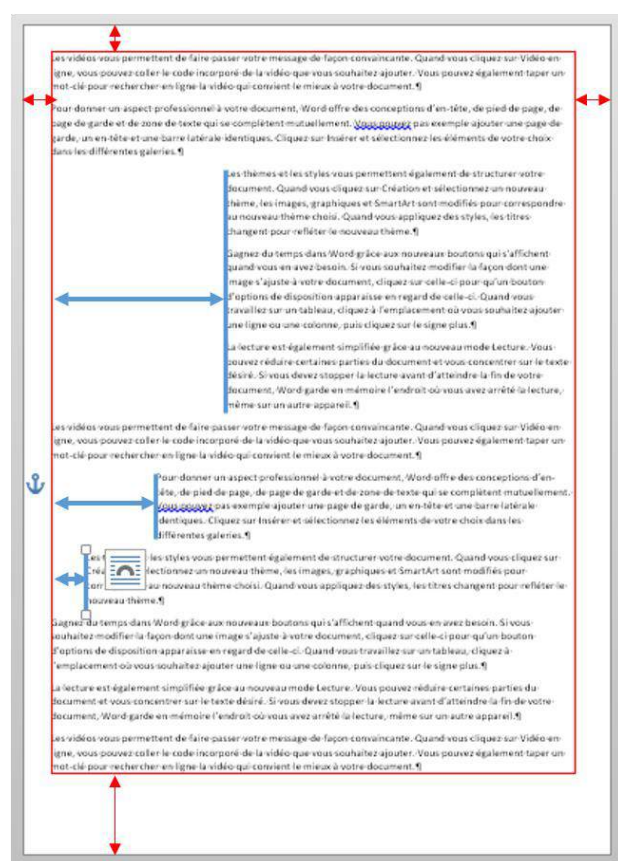 Les vidéos vous permettent de faire passer votre message de façon convaincante. Quand vous cliquez sur Vidéo en
ligne, vous pouvez coller le code incorporé de la vidéo que vous souhaitez ajouter. Vous pouvez également taper un
mot-clé pour rechercher en ligne la vidéo qui convient le mieux à votre document.¶
Pour donner un aspect professionnel à votre document, Word offre des conceptions d'en-tête, de pied de page, de
page de garde et de zone de texte qui se complètent mutuellement. Vous pouvez pas exemple ajouter une page de
garde, un en-tête et une barre latérale identiques. Cliquez sur Insérer et sélectionnez les éléments de votre choix
dans les différentes galeries.¶
Les thèmes et les styles vous permettent également de structurer votre
document. Quand vous cliquez sur Création et sélectionnez un nouveau
thème, les images, graphiques et SmartArt sont modifiés pour correspondre
au nouveau thème choisi. Quand vous appliquez des styles, les titres
changent pour refléter le nouveau thème.¶
Gagnez du temps dans Word grâce aux nouveaux boutons qui s'affichent
quand vous en avez besoin. Si vous souhaitez modifier la façon dont une
image s'ajuste à votre document, cliquez sur celle-ci pour qu'un bouton
d'options de disposition apparaisse en regard de celle-ci. Quand vous
travaillez sur un tableau, cliquez à l'emplacement où vous souhaitez ajouter
une ligne ou une colonne, puis cliquez sur le signe plus.¶
La lecture est également simplifiée grâce au nouveau mode Lecture. Vous
pouvez réduire certaines parties du document et vous concentrer sur le texte
désiré. Si vous devez stopper la lecture avant d'atteindre la fin de votre
document, Word garde en mémoire l'endroit où vous avez arrêté la lecture,
même sur un autre appareil.¶
Les vidéos vous permettent de faire passer votre message de façon convaincante. Quand vous cliquez sur Vidéo en
ligne, vous pouvez coller le code incorporé de la vidéo que vous souhaitez ajouter. Vous pouvez également taper un
mot-clé pour rechercher en ligne la vidéo qui convient le mieux à votre document.¶
Pour donner un aspect professionnel à votre document, Word offre des conceptions d'en-
tête, de pied de page, de page de garde et de zone de texte qui se complètent mutuellement.
Vous pouvez pas exemple ajouter une page de garde, un en-tête et une barre latérale
identiques. Cliquez sur Insérer et sélectionnez les éléments de votre choix dans les
différentes galeries.¶
Les les styles vous permettent également de structurer votre document. Quand vous cliquez sur
un nouveau thème, les images, graphiques et SmartArt sont modifiés pour
au nouveau thème choisi. Quand vous appliquez des styles, les titres changent pour refléter le
nouveau thème.¶
Gagnez du temps dans Word grâce aux nouveaux boutons qui s'affichent quand vous en avez besoin. Si vous
souhaitez modifier la façon dont une image s'ajuste à votre document, cliquez sur celle-ci pour qu'un bouton
d'options de disposition apparaisse en regard de celle-ci. Quand vous travaillez sur un tableau, cliquez à
l'emplacement où vous souhaitez ajouter une ligne ou une colonne, puis cliquez sur le signe plus.¶
La lecture est également simplifiée grâce au nouveau mode Lecture. Vous pouvez réduire certaines parties du
document et vous concentrer sur le texte désiré. Si vous devez stopper la lecture avant d'atteindre la fin de votre
document, Word garde en mémoire l'endroit où vous avez arrêté la lecture, même sur un autre appareil.¶
Les vidéos vous permettent de faire passer votre message de façon convaincante. Quand vous cliquez sur Vidéo en
ligne, vous pouvez coller le code incorporé de la vidéo que vous souhaitez ajouter. Vous pouvez également taper un
mot-clé pour rechercher en ligne la vidéo qui convient le mieux à votre document.¶